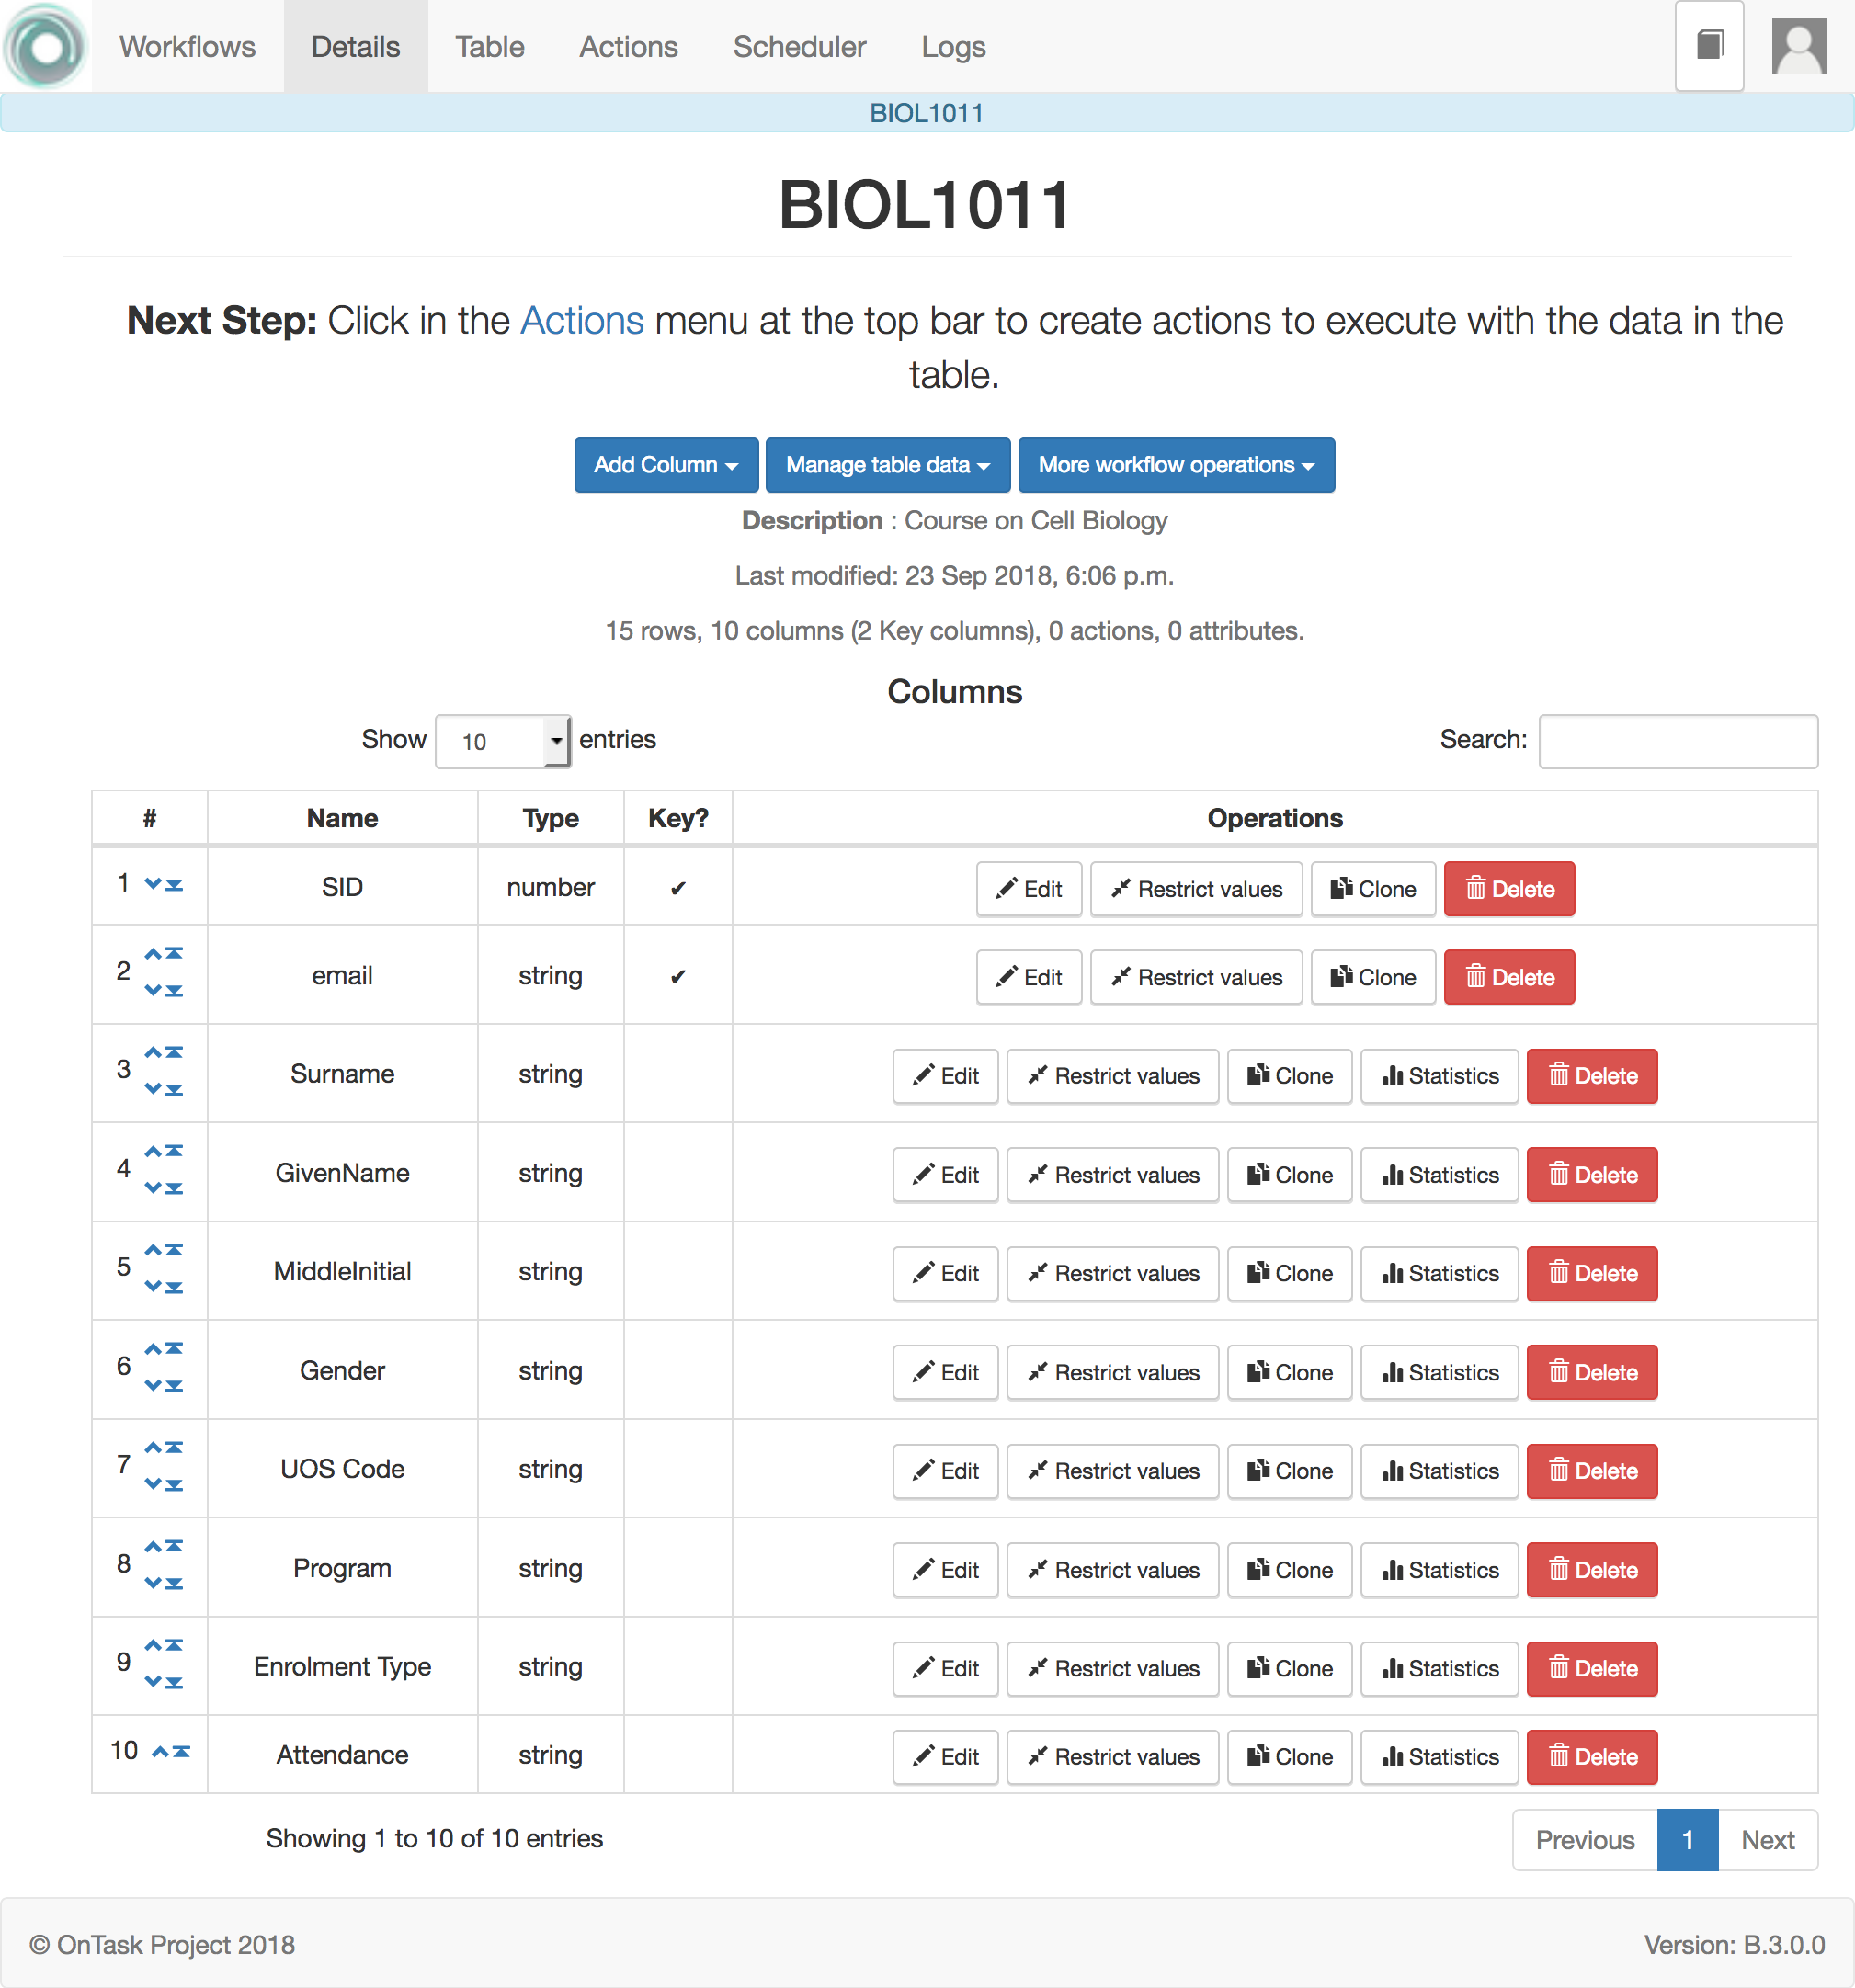 Workflows Details Table Actions Scheduler Logs
BIOL1011
BIOL1011
Next Step: Click in the Actions menu at the top bar to create actions to execute with the data in the
table.
Add Column Manage table data More workflow operations
Description : Course on Cell Biology
Last modified: 23 Sep 2018, 6:06 p.m.
15 rows, 10 columns (2 Key columns), 0 actions, 0 attributes.
Columns
Show 10 entries Search:
# Name Type Key? Operations
1 SID number ✔ Edit Restrict values Clone Delete
2 email string ✔ Edit Restrict values Clone Delete
3 Surname string Edit Restrict values Clone Statistics Delete
4 GivenName string Edit Restrict values Clone Statistics Delete
5 MiddleInitial string Edit Restrict values Clone Statistics Delete
6 Gender string Edit Restrict values Clone Statistics Delete
7 UOS Code string Edit Restrict values Clone Statistics Delete
8 Program string Edit Restrict values Clone Statistics Delete
9 Enrolment Type string Edit Restrict values Clone Statistics Delete
10 Attendance string Edit Restrict values Clone Statistics Delete
Showing 1 to 10 of 10 entries Previous 1 Next
© OnTask Project 2018 Version: B.3.0.0